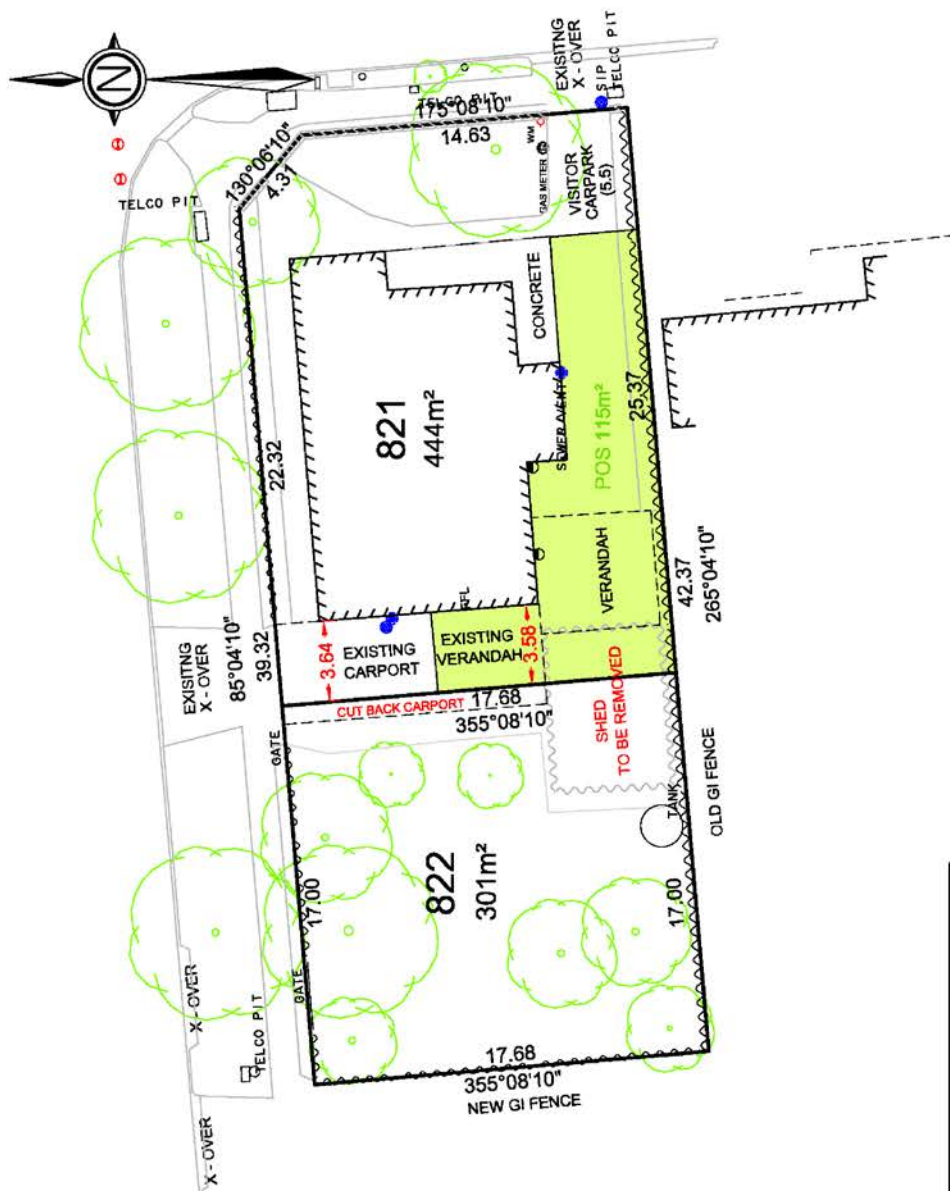 N
EXISITNG
X - OVER
SIP
TELCO PIT
TELCO PIT
175°08'10"
14.63
130°06'10"
4.31
TELCO PIT
WM
GAS METER
VISITOR
CARPARK
(5.5)
CONCRETE
821
444m²
SEWER VENT
POS 115m²
25.37
22.32
VERANDAH
42.37
265°04'10"
EXISITNG
X - OVER
85°04'10"
39.32
3.64
EXISTING
CARPORT
FFL
EXISTING
VERANDAH
3.58
CUT BACK CARPORT
17.68
355°08'10"
SHED
TO BE REMOVED
GATE
TANK
OLD GI FENCE
822
301m²
17.00
17.00
GATE
X - OVER
TELCO PIT
17.68
355°08'10"
NEW GI FENCE
X - OVER